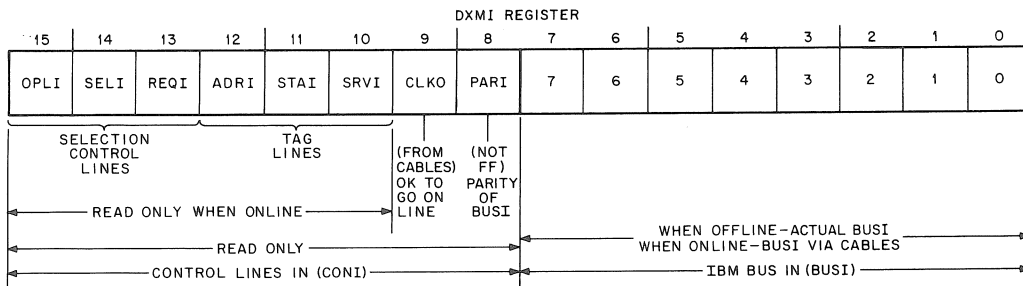 DXMI REGISTER
15 14 13 12 11 10 9 8 7 6 5 4 3 2 1 0
OPLI SELI REQI ADRI STAI SRVI CLKO PARI 7 6 5 4 3 2 1 0
SELECTION
CONTROL
LINES
TAG
LINES
(FROM
CABLES)
OK TO
GO ON
LINE
(NOT
FF)
PARITY
OF
BUSI
READ ONLY WHEN ONLINE
READ ONLY
WHEN OFFLINE-ACTUAL BUSI
WHEN ONLINE-BUSI VIA CABLES
CONTROL LINES IN (CONI)
IBM BUS IN (BUSI)